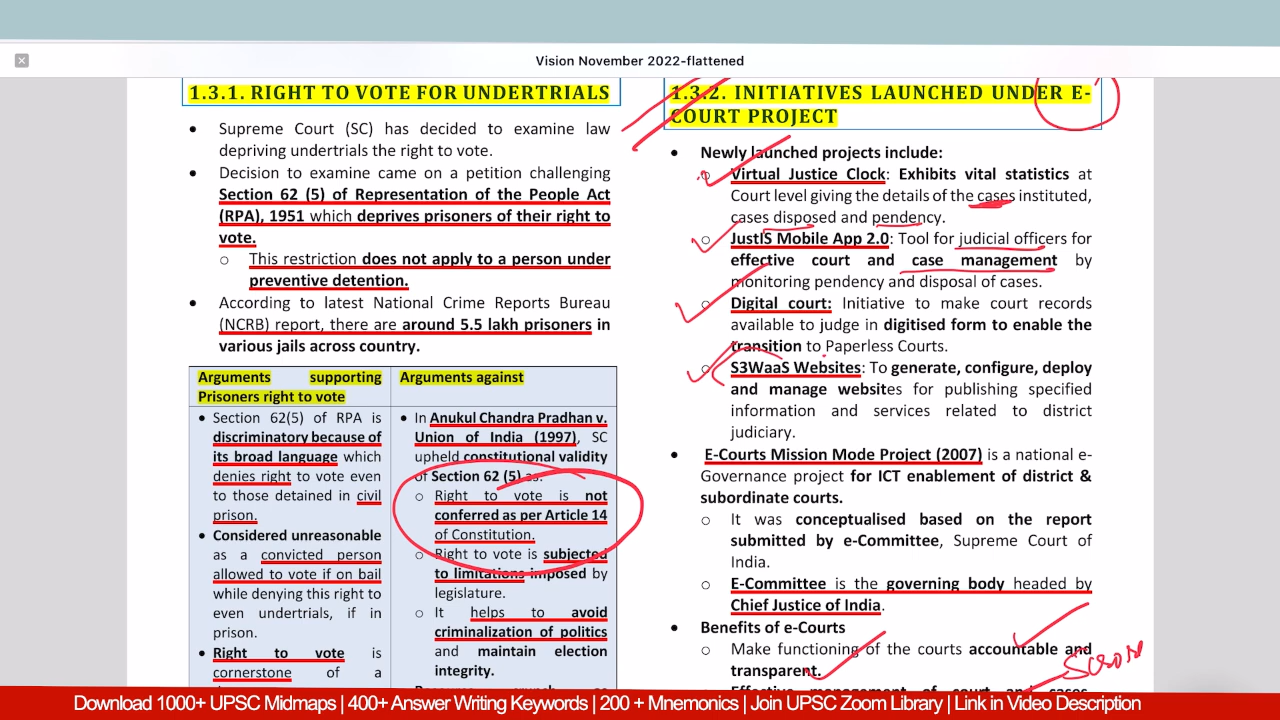 Vision November 2022-flattened
1.3.1. RIGHT TO VOTE FOR UNDERTRIALS
• Supreme Court (SC) has decided to examine law
depriving undertrials the right to vote.
• Decision to examine came on a petition challenging
Section 62 (5) of Representation of the People Act
(RPA), 1951 which deprives prisoners of their right to
vote.
o This restriction does not apply to a person under
preventive detention.
• According to latest National Crime Reports Bureau
(NCRB) report, there are around 5.5 lakh prisoners in
various jails across country.
Arguments supporting
Prisoners right to vote
• Section 62(5) of RPA is
discriminatory because of
its broad language which
denies right to vote even
to those detained in civil
prison.
• Considered unreasonable
as a convicted person
allowed to vote if on bail
while denying this right to
even undertrials, if in
prison.
• Right to vote is
cornerstone of a
Arguments against
• In Anukul Chandra Pradhan v.
Union of India (1997), SC
upheld constitutional validity
of Section 62 (5) as:
o Right to vote is not
conferred as per Article 14
of Constitution.
o Right to vote is subjected
to limitations imposed by
legislature.
o It helps to avoid
criminalization of politics
and maintain election
integrity.
1.3.2. INITIATIVES LAUNCHED UNDER E-
COURT PROJECT
• Newly launched projects include:
o Virtual Justice Clock: Exhibits vital statistics at
Court level giving the details of the cases instituted,
cases disposed and pendency.
o JustIS Mobile App 2.0: Tool for judicial officers for
effective court and case management by
monitoring pendency and disposal of cases.
o Digital court: Initiative to make court records
available to judge in digitised form to enable the
transition to Paperless Courts.
o S3WaaS Websites: To generate, configure, deploy
and manage websites for publishing specified
information and services related to district
judiciary.
• E-Courts Mission Mode Project (2007) is a national e-
Governance project for ICT enablement of district &
subordinate courts.
o It was conceptualised based on the report
submitted by e-Committee, Supreme Court of
India.
o E-Committee is the governing body headed by
Chief Justice of India.
• Benefits of e-Courts
o Make functioning of the courts accountable and
transparent.
Effective management of court and cases
Download 1000+ UPSC Midmaps | 400+ Answer Writing Keywords | 200 + Mnemonics | Join UPSC Zoom Library | Link in Video Description